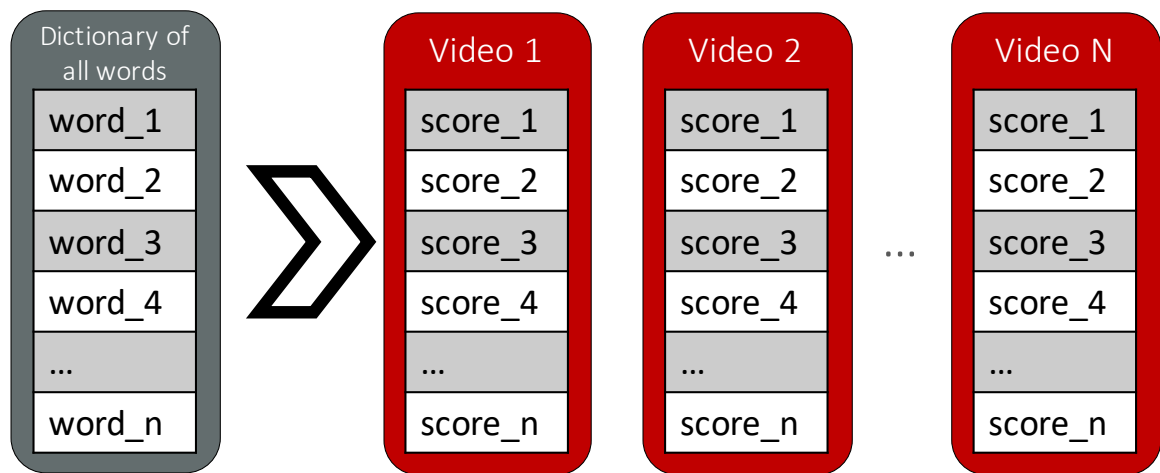 Dictionary of
all words
word_1
word_2
word_3
word_4
...
word_n
Video 1
score_1
score_2
score_3
score_4
...
score_n
Video 2
score_1
score_2
score_3
score_4
...
score_n
...
Video N
score_1
score_2
score_3
score_4
...
score_n